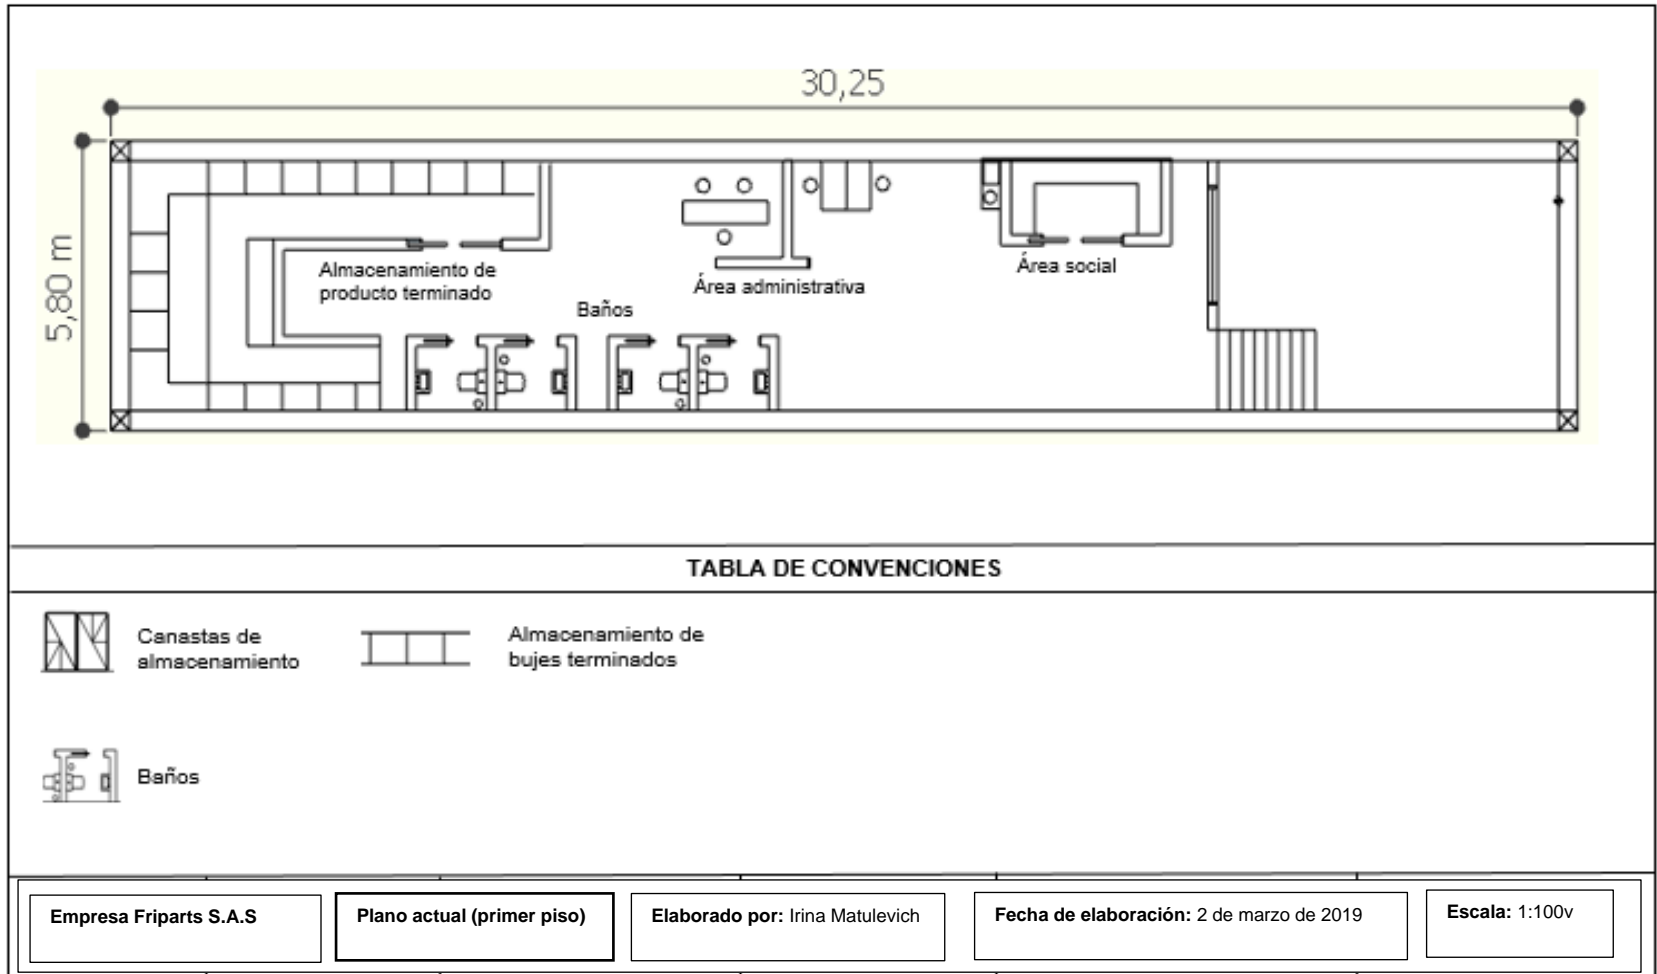 30,25
5,80 m
Almacenamiento de
producto terminado
Baños
Área administrativa
Área social
TABLA DE CONVENCIONES
Canastas de
almacenamiento
Almacenamiento de
bujes terminados
Baños
Empresa Friparts S.A.S
Plano actual (primer piso)
Elaborado por: Irina Matulevich
Fecha de elaboración: 2 de marzo de 2019
Escala: 1:100v